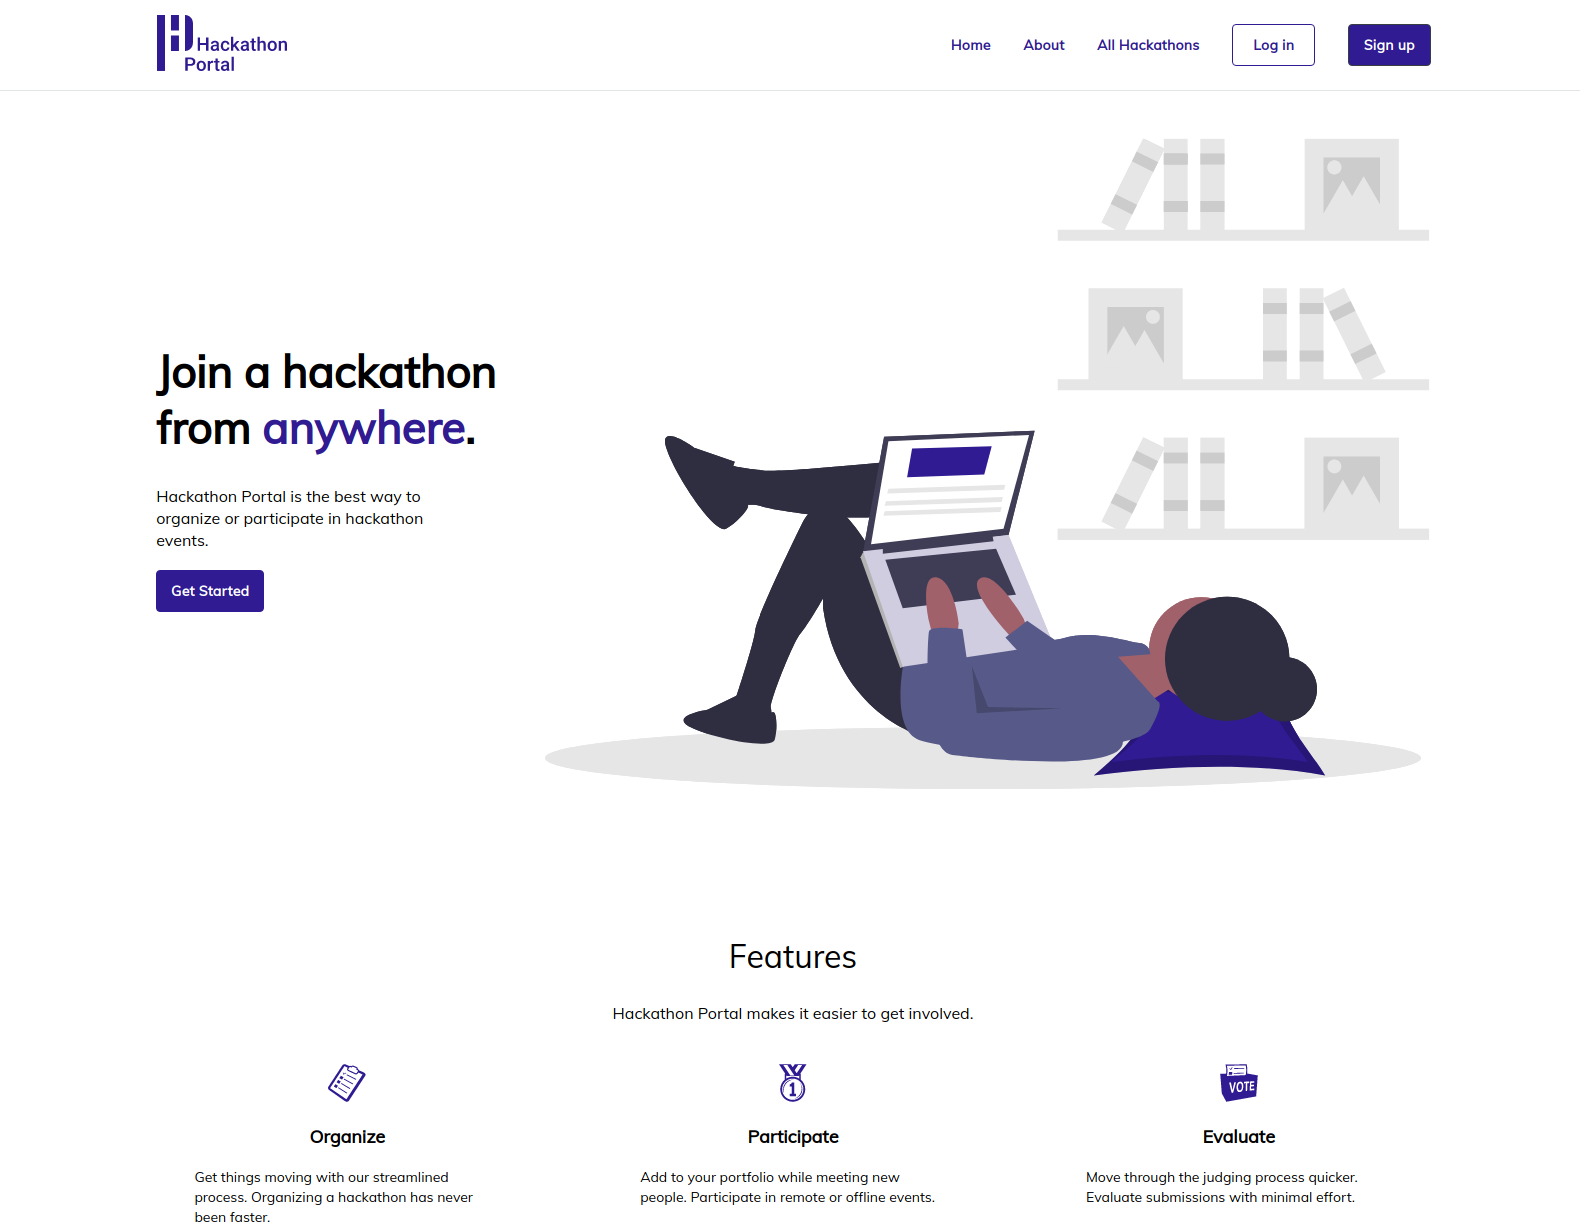 Hackathon
Portal
Home
About
All Hackathons
Log in
Sign up
Join a hackathon
from anywhere.
Hackathon Portal is the best way to
organize or participate in hackathon
events.
Get Started
Features
Hackathon Portal makes it easier to get involved.
1
VOTE
Organize
Participate
Evaluate
Get things moving with our streamlined
process. Organizing a hackathon has never
been faster.
Add to your portfolio while meeting new
people. Participate in remote or offline events.
Move through the judging process quicker.
Evaluate submissions with minimal effort.